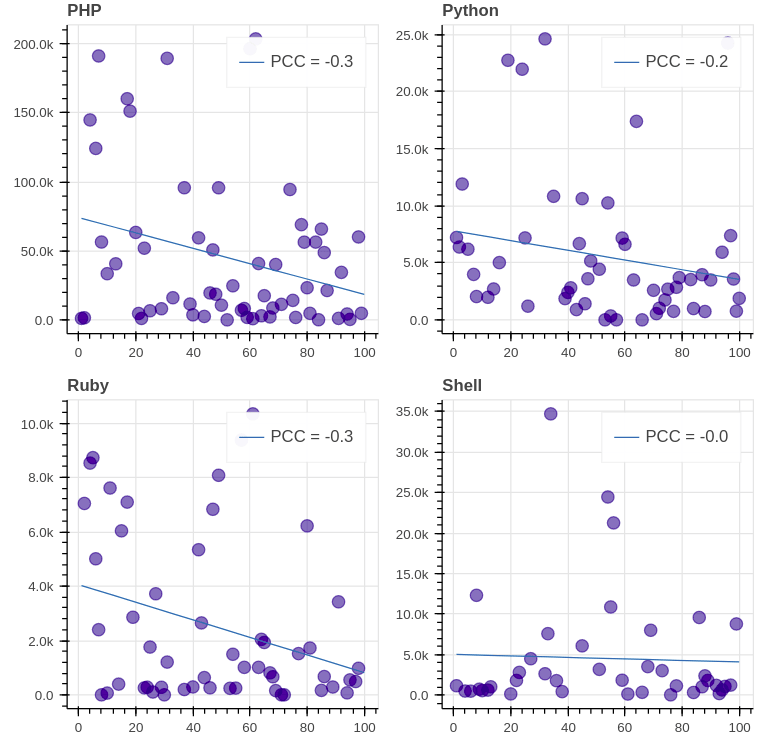 PHP
200.0k
150.0k
100.0k
50.0k
0.0
0 20 40 60 80 100
PCC = -0.3
Python
25.0k
20.0k
15.0k
10.0k
5.0k
0.0
0 20 40 60 80 100
PCC = -0.2
Ruby
10.0k
8.0k
6.0k
4.0k
2.0k
0.0
0 20 40 60 80 100
PCC = -0.3
Shell
35.0k
30.0k
25.0k
20.0k
15.0k
10.0k
5.0k
0.0
0 20 40 60 80 100
PCC = -0.0